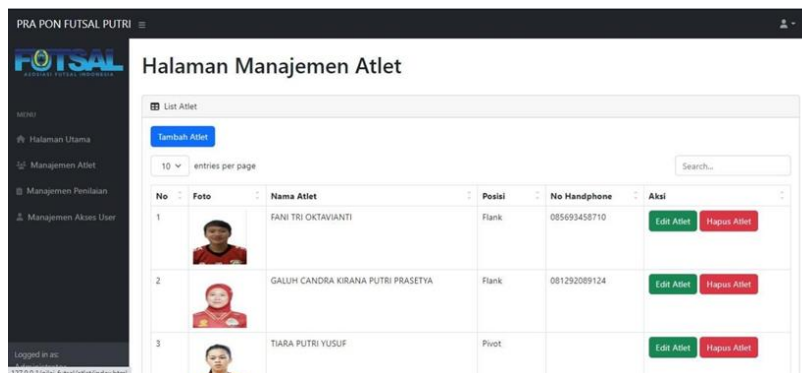 PRA PON FUTSAL PUTRI
FUTSAL
ASOSIASI FUTSAL INDONESIA
MENU
Halaman Utama
Manajemen Atlet
Manajemen Penilaian
Manajemen Akses User
Logged in as:
Halaman Manajemen Atlet
List Atlet
Tambah Atlet
10 entries per page
Search...
No Foto Nama Atlet Posisi No Handphone Aksi
1 FANI TRI OKTAVIANTI Flank 085693458710 Edit Atlet Hapus Atlet
2 GALUH CANDRA KIRANA PUTRI PRASETYA Flank 081292089124 Edit Atlet Hapus Atlet
3 TIARA PUTRI YUSUF Pivot Edit Atlet Hapus Atlet